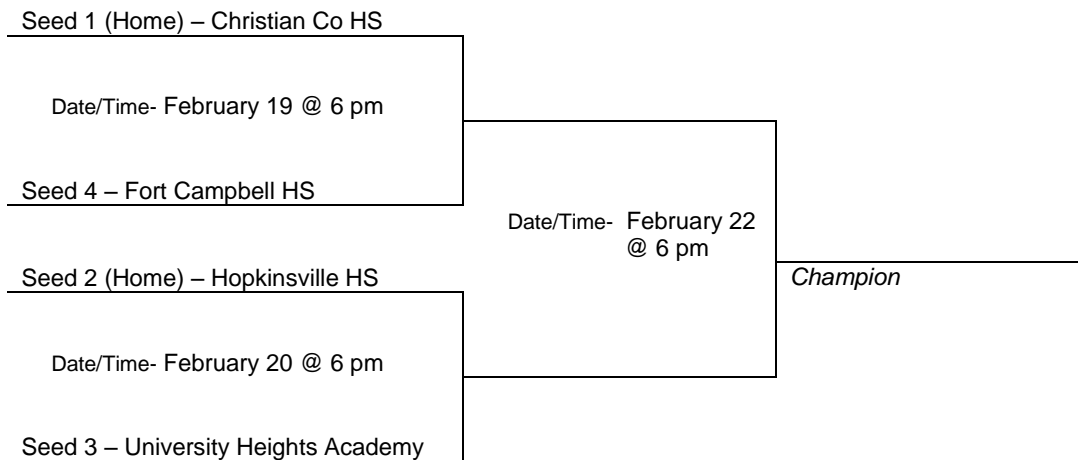 Seed 1 (Home) – Christian Co HS
Date/Time- February 19 @ 6 pm
Seed 4 – Fort Campbell HS
Date/Time- February 22
@ 6 pm
Seed 2 (Home) – Hopkinsville HS
Champion
Date/Time- February 20 @ 6 pm
Seed 3 – University Heights Academy